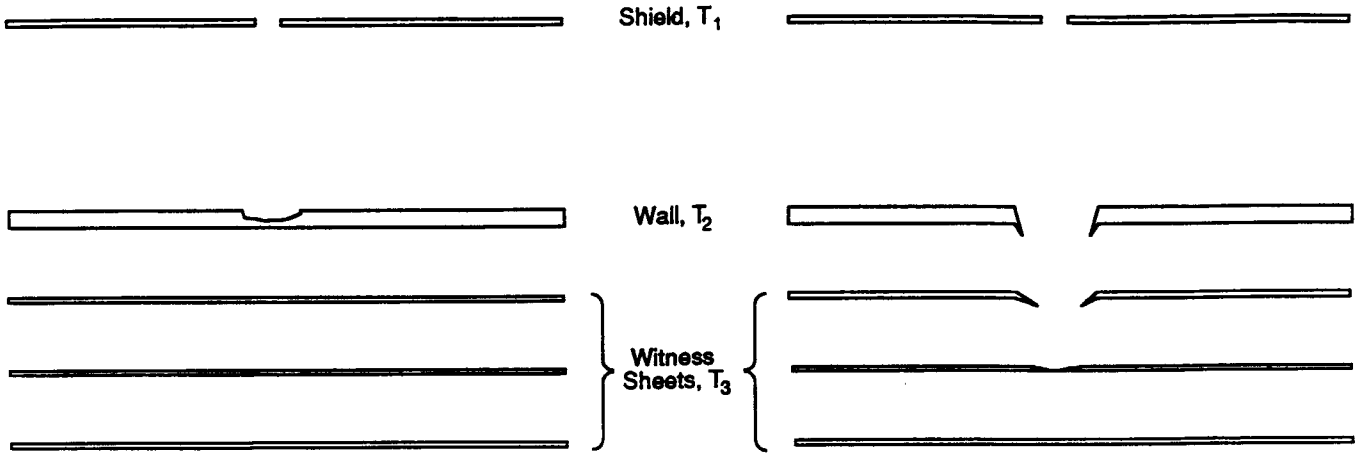 Shield, T₁
Wall, T₂
Witness
Sheets, T₃